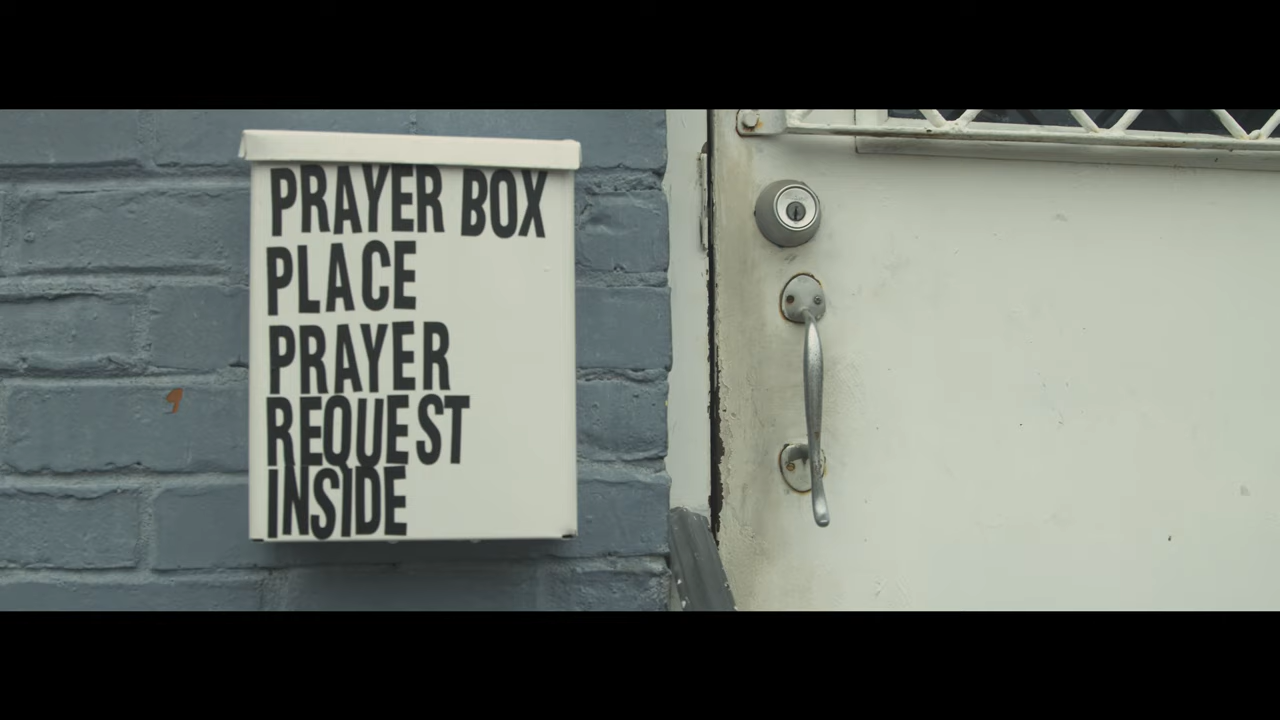 PRAYER BOX
PLACE
PRAYER
REQUEST
INSIDE